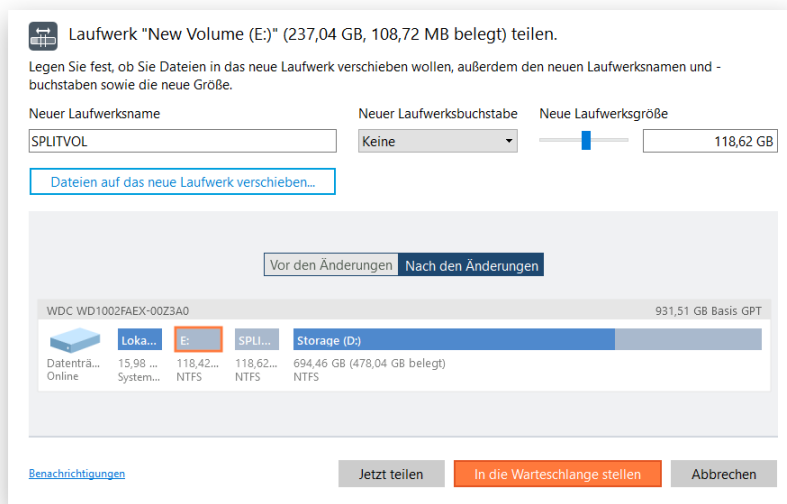 Laufwerk "New Volume (E:)" (237,04 GB, 108,72 MB belegt) teilen.
Legen Sie fest, ob Sie Dateien in das neue Laufwerk verschieben wollen, außerdem den neuen Laufwerksnamen und -
buchstaben sowie die neue Größe.
Neuer Laufwerksname
Neuer Laufwerksbuchstabe
Neue Laufwerksgröße
SPLITVOL
Keine
118,62 GB
Dateien auf das neue Laufwerk verschieben...
Vor den Änderungen
Nach den Änderungen
WDC WD1002FAEX-00Z3A0
931,51 GB Basis GPT
Datenträ...
Online
Loka...
15,98 ...
System...
E:
118,42...
NTFS
SPLI...
118,62...
NTFS
Storage (D:)
694,46 GB (478,04 GB belegt)
NTFS
Benachrichtigungen
Jetzt teilen
In die Warteschlange stellen
Abbrechen